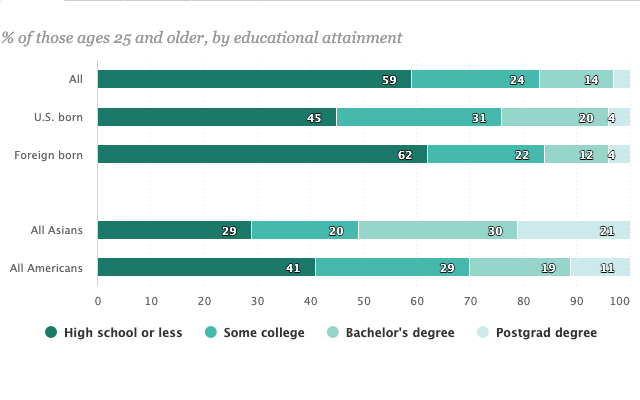 % of those ages 25 and older, by educational attainment
All 59 24 14
U.S. born 45 31 20 4
Foreign born 62 22 12 4
All Asians 29 20 30 21
All Americans 41 29 19 11
0 10 20 30 40 50 60 70 80 90 100
High school or less Some college Bachelor's degree Postgrad degree